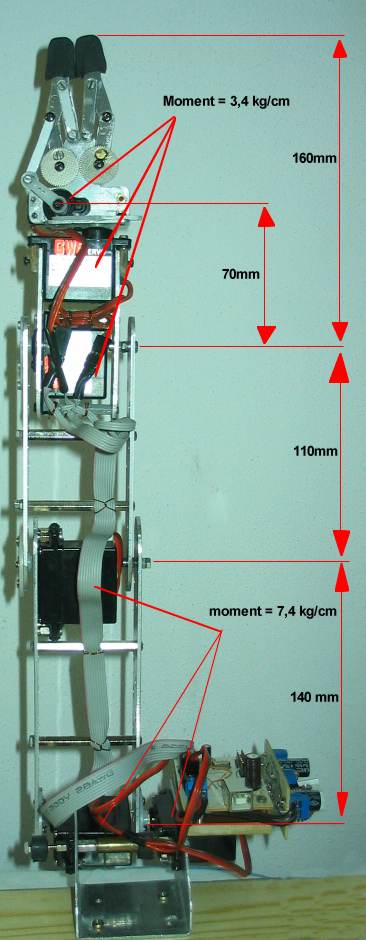 Moment = 3,4 kg/cm
160mm
70mm
110mm
moment = 7,4 kg/cm
140 mm